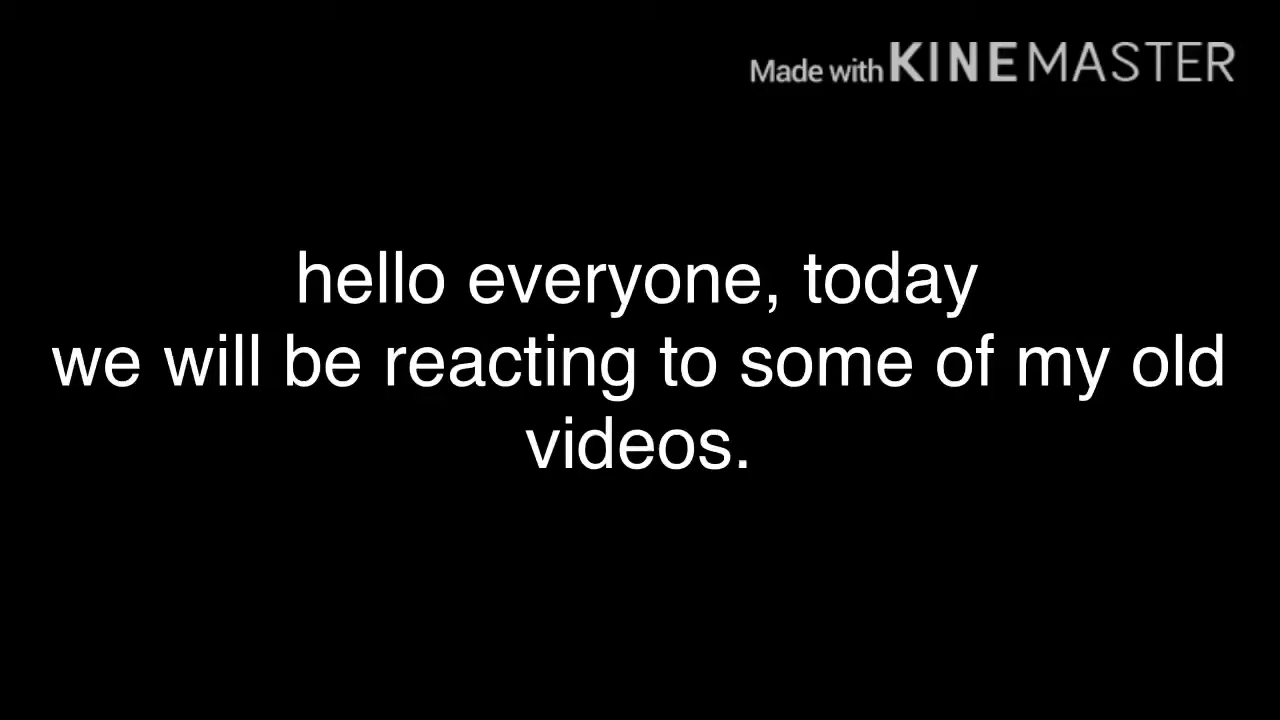 Made with KINEMASTER
hello everyone, today
we will be reacting to some of my old
videos.